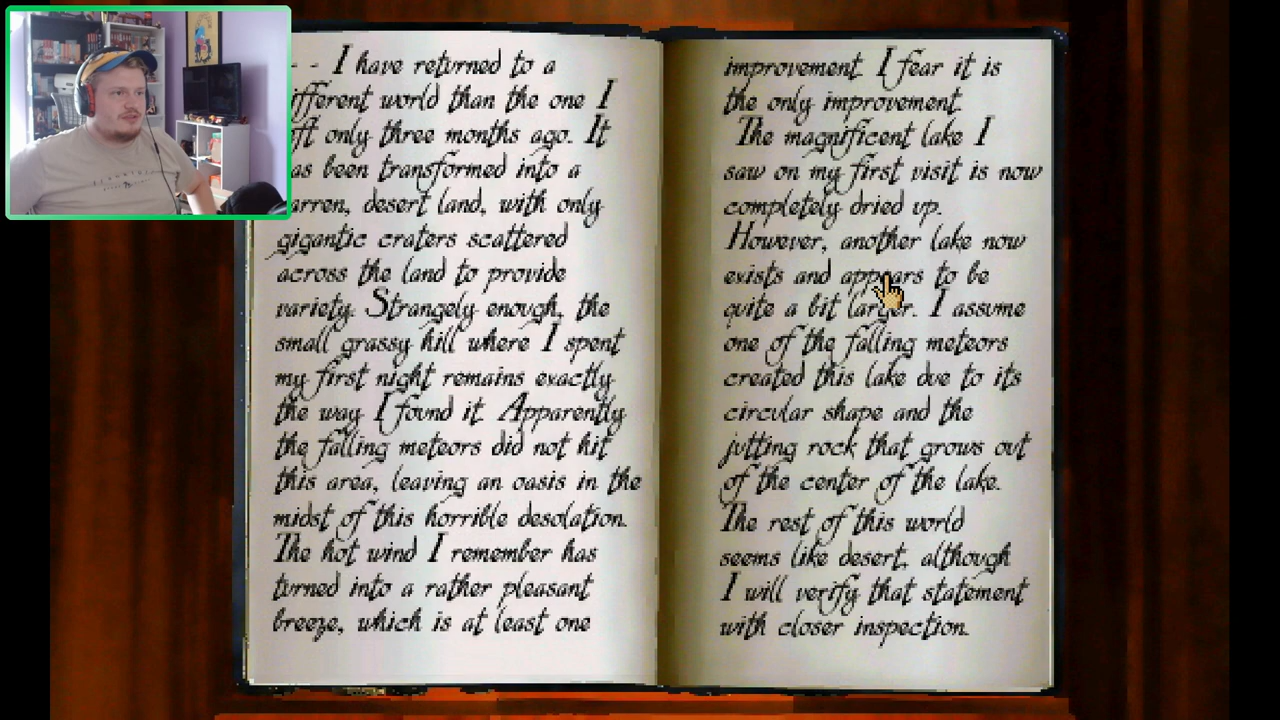 - - I have returned to a
ifferent world than the one I
eft only three months ago. It
as been transformed into a
arren, desert land, with only
gigantic craters scattered
across the land to provide
variety. Strangely enough, the
small grassy hill where I spent
my first night remains exactly
the way I found it. Apparently
the falling meteors did not hit
this area, leaving an oasis in the
midst of this horrible desolation.
The hot wind I remember has
turned into a rather pleasant
breeze, which is at least one
improvement. I fear it is
the only improvement.
The magnificent lake I
saw on my first visit is now
completely dried up.
However, another lake now
exists and appears to be
quite a bit larger. I assume
one of the falling meteors
created this lake due to its
circular shape and the
jutting rock that grows out
of the center of the lake.
The rest of this world
seems like desert, although
I will verify that statement
with closer inspection.